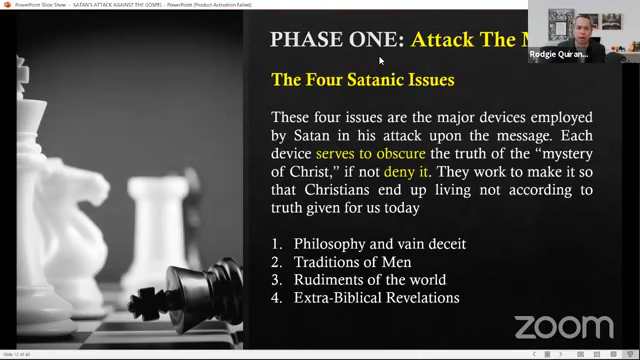 PowerPoint Slide Show - SATAN'S ATTACK AGAINST THE GOSPEL - PowerPoint (Product Activation Failed)
PHASE ONE: Attack The M
Rodgie Quiran...
The Four Satanic Issues
These four issues are the major devices employed
by Satan in his attack upon the message. Each
device serves to obscure the truth of the “mystery
of Christ,” if not deny it. They work to make it so
that Christians end up living not according to
truth given for us today
1. Philosophy and vain deceit
2. Traditions of Men
3. Rudiments of the world
4. Extra-Biblical Revelations
zoom